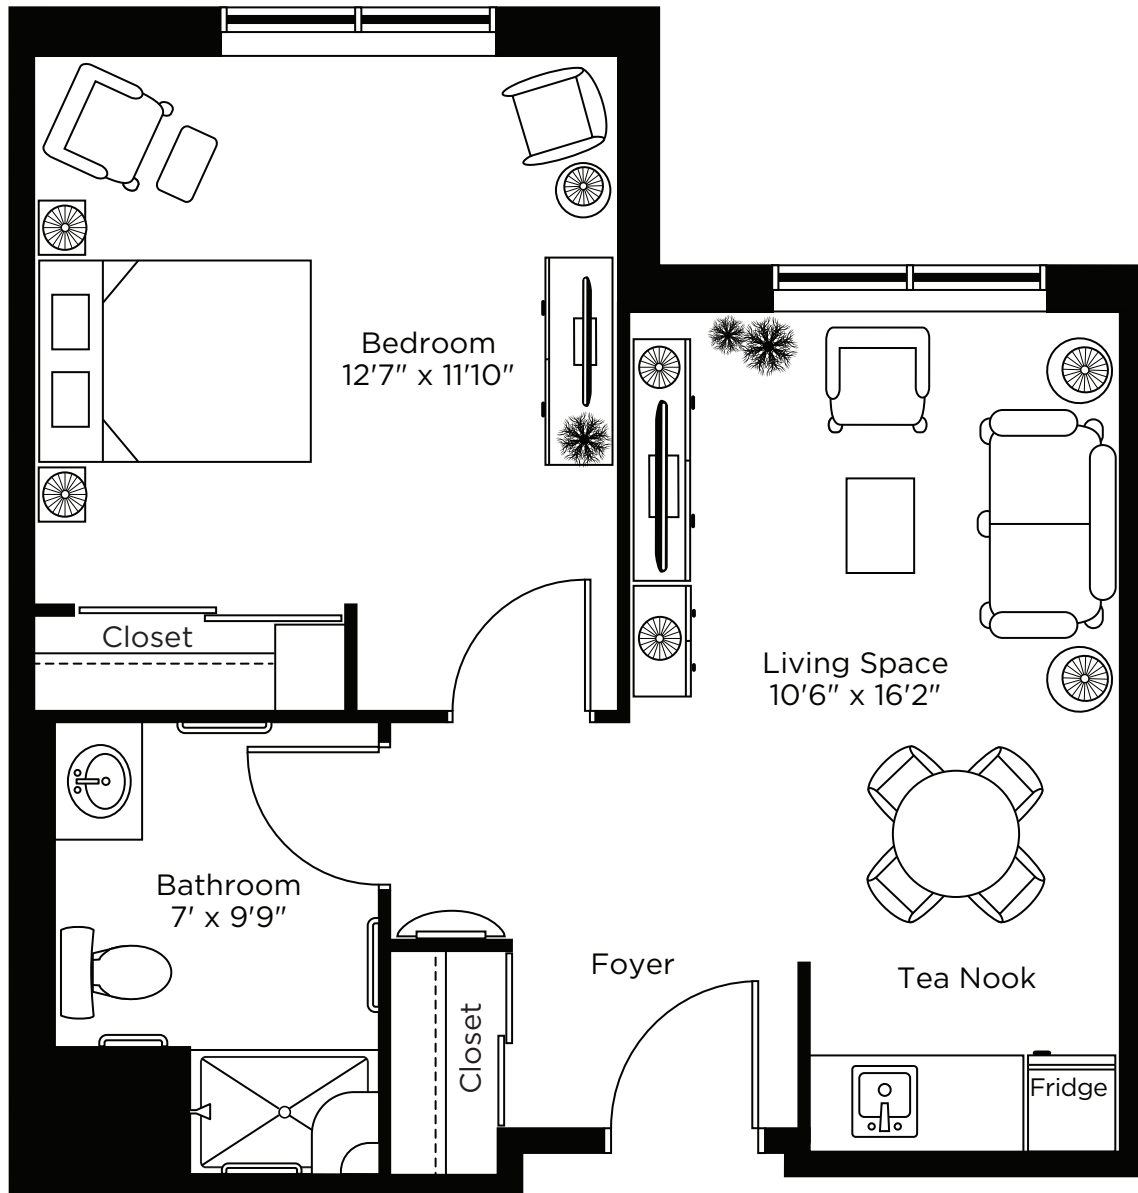 Bedroom
12'7" x 11'10"
Closet
Living Space
10'6" x 16'2"
Bathroom
7' x 9'9"
Foyer
Tea Nook
Closet
Fridge